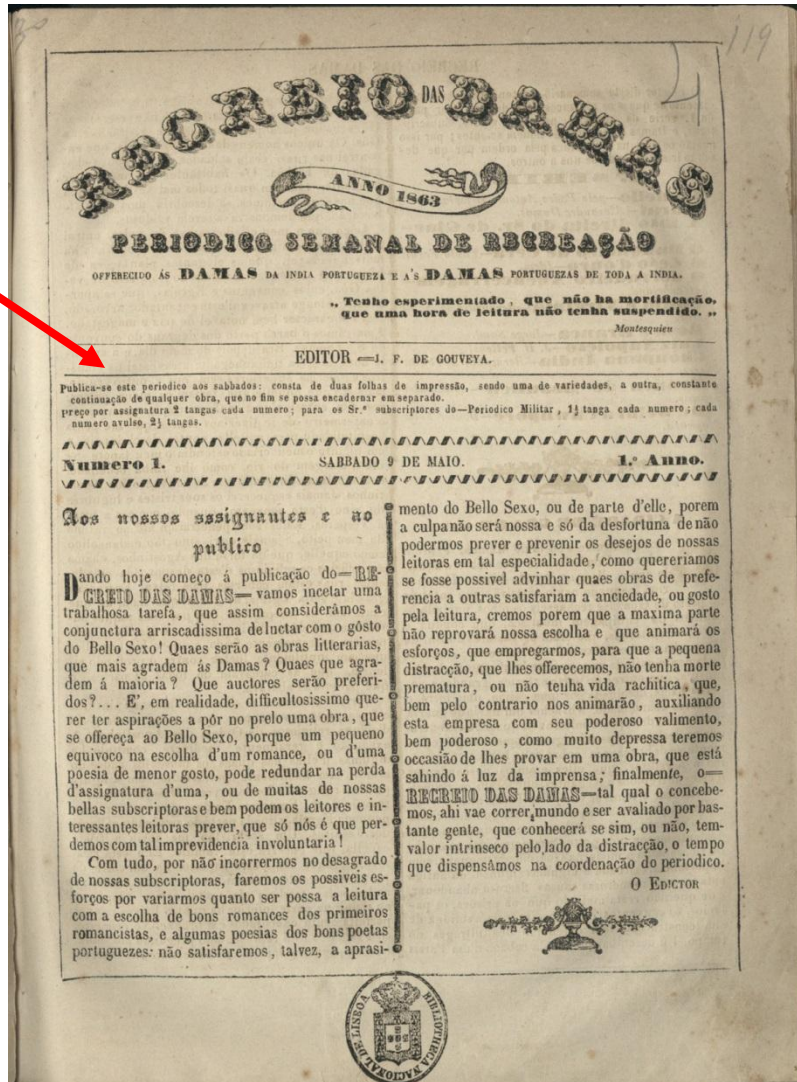 119
4
RECREIO DAS DAMAS
ANNO 1863
PERIODICO SEMANAL DE RECREAÇÃO
OFFERECIDO ÁS DAMAS DA INDIA PORTUGUEZA E A'S DAMAS PORTUGUEZAS DE TODA A INDIA.
„ Tenho esperimentado, que não ha mortificação,
que uma hora de leitura não tenha suspendido. „
Montesquieu
EDITOR =J. F. DE GOUVEYA.
Publica-se este periodico aos sabbados: consta de duas folhas de impressão, sendo uma de variedades, a outra, constante
continuação de qualquer obra, que no fim se possa encadernar em separado.
preço por assignatura 2 tangas cada numero; para os Sr.ˢ subscriptores do—Periodico Militar, 1½ tanga cada numero; cada
numero avulso, 2½ tangas.
Numero 1. SABBADO 9 DE MAIO. 1.º Anno.
Aos nossos assignantes e ao
publico
Dando hoje começo á publicação do=RE-
CREIO DAS DAMAS= vamos incetar uma
trabalhosa tarefa, que assim considerámos a
conjunctura arriscadissima de luctar com o gôsto
do Bello Sexo! Quaes serão as obras litterarias,
que mais agradem ás Damas? Quaes que agra-
dem á maioria? Que auctores serão preferi-
dos?... E', em realidade, difficultosissimo que-
rer ter aspirações a pôr no prelo uma obra, que
se offereça ao Bello Sexo, porque um pequeno
equivoco na escolha d'um romance, ou d'uma
poesia de menor gosto, pode redundar na perda
d'assignatura d'uma, ou de muitas de nossas
bellas subscriptoras e bem podem os leitores e in-
teressantes leitoras prever, que só nós é que per-
demos com tal imprevidencia involuntaria!
Com tudo, por não incorrermos no desagrado
de nossas subscriptoras, faremos os possiveis es-
forços por variarmos quanto ser possa a leitura
com a escolha de bons romances dos primeiros
romancistas, e algumas poesias dos bons poetas
portuguezes: não satisfaremos, talvez, a aprasi-
mento do Bello Sexo, ou de parte d'elle, porem
a culpa não será nossa e só da desfortuna de não
podermos prever e prevenir os desejos de nossas
leitoras em tal especialidade, como quereriamos
se fosse possivel advinhar quaes obras de prefe-
rencia a outras satisfariam a anciedade, ou gosto
pela leitura, cremos porem que a maxima parte
não reprovará nossa escolha e que animará os
esforços, que empregarmos, para que a pequena
distracção, que lhes offerecemos, não tenha morte
prematura, ou não tenha vida rachitica, que,
bem pelo contrario nos animarão, auxiliando
esta empresa com seu poderoso valimento,
bem poderoso, como muito depressa teremos
occasião de lhes provar em uma obra, que está
sahindo á luz da imprensa; finalmente, o=
RECREIO DAS DAMAS=tal qual o concebe-
mos, ahi vae correr mundo e ser avaliado por bas-
tante gente, que conhecerá se sim, ou não, tem
valor intrinseco pelo lado da distracção, o tempo
que dispensâmos na coordenação do periodico.
O EDICTOR
BIBLIOTHECA NACIONAL DE LISBOA